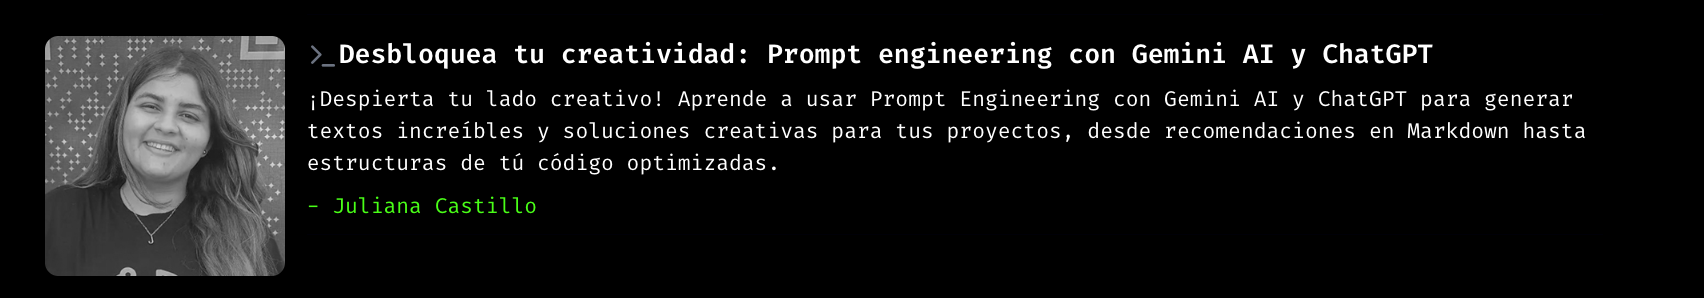 >_Desbloquea tu creatividad: Prompt engineering con Gemini AI y ChatGPT
¡Despierta tu lado creativo! Aprende a usar Prompt Engineering con Gemini AI y ChatGPT para generar
textos increíbles y soluciones creativas para tus proyectos, desde recomendaciones en Markdown hasta
estructuras de tú código optimizadas.
- Juliana Castillo